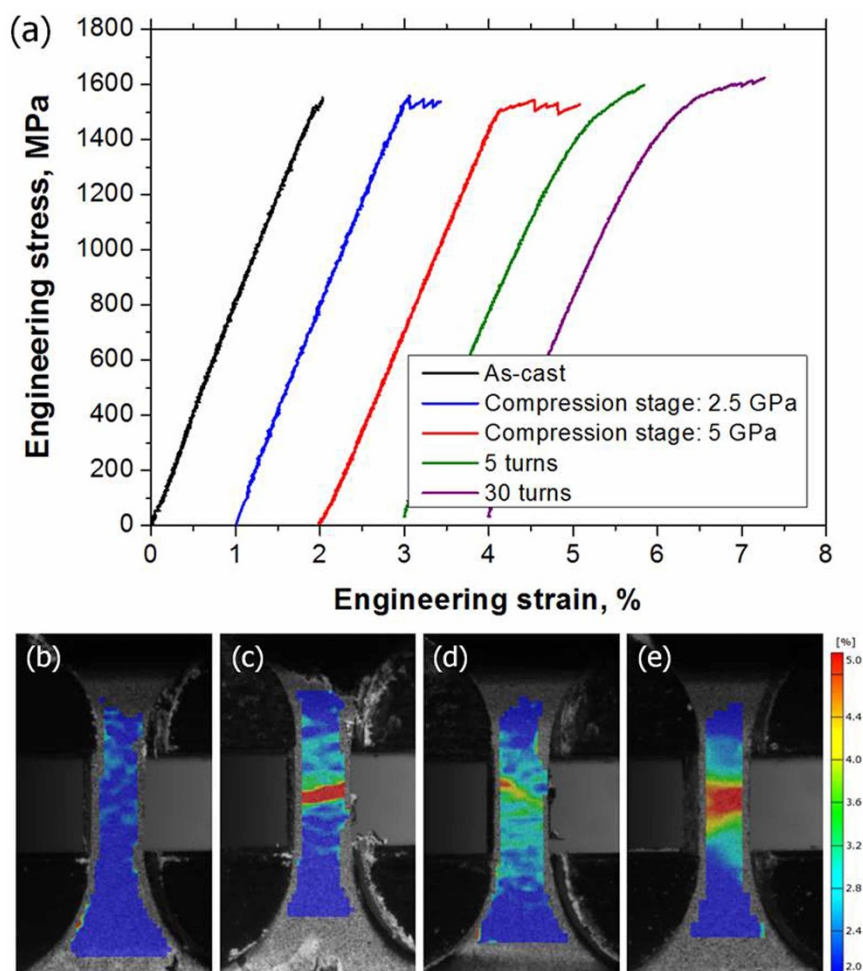 (a)
1800
1600
1400
1200
1000
800
600
400
200
0
Engineering stress, MPa
As-cast
Compression stage: 2.5 GPa
Compression stage: 5 GPa
5 turns
30 turns
0 1 2 3 4 5 6 7 8
Engineering strain, %
(b) (c) (d) (e)
[%]
5.0
4.4
4.0
3.6
3.2
2.8
2.4
2.0